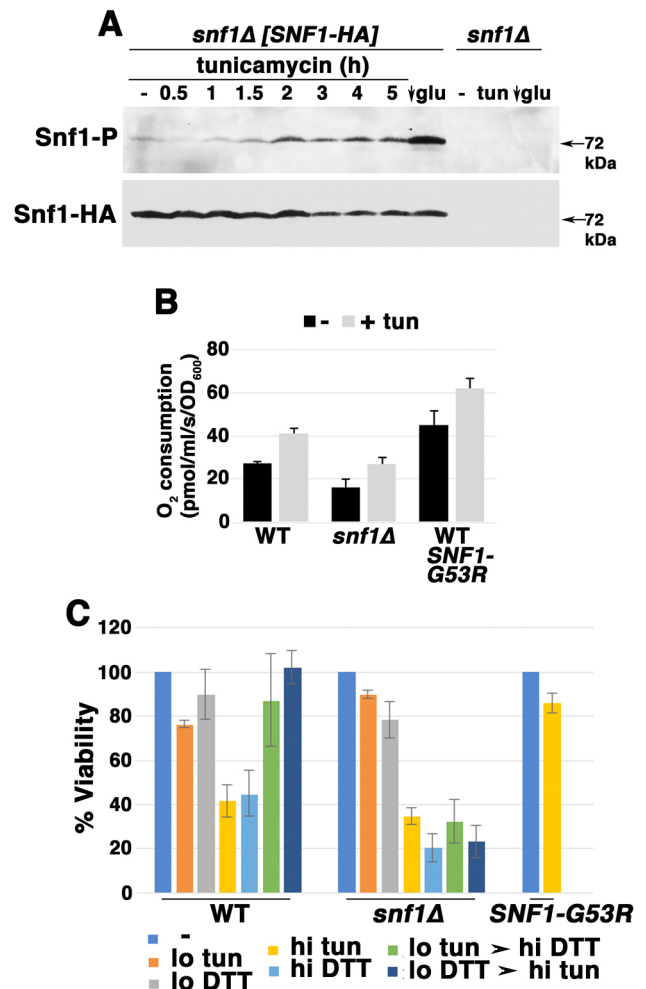 A
snf1Δ [SNF1-HA] snf1Δ
tunicamycin (h)
- 0.5 1 1.5 2 3 4 5 ↓glu - tun ↓glu
Snf1-P ←72 kDa
Snf1-HA ←72 kDa
B
- + tun
O2 consumption (pmol/ml/s/OD600)
80
60
40
20
0
WT snf1Δ WT SNF1-G53R
C
% Viability
120
100
80
60
40
20
0
WT snf1Δ SNF1-G53R
- hi tun lo tun ➤ hi DTT
lo tun hi DTT lo DTT ➤ hi tun
lo DTT